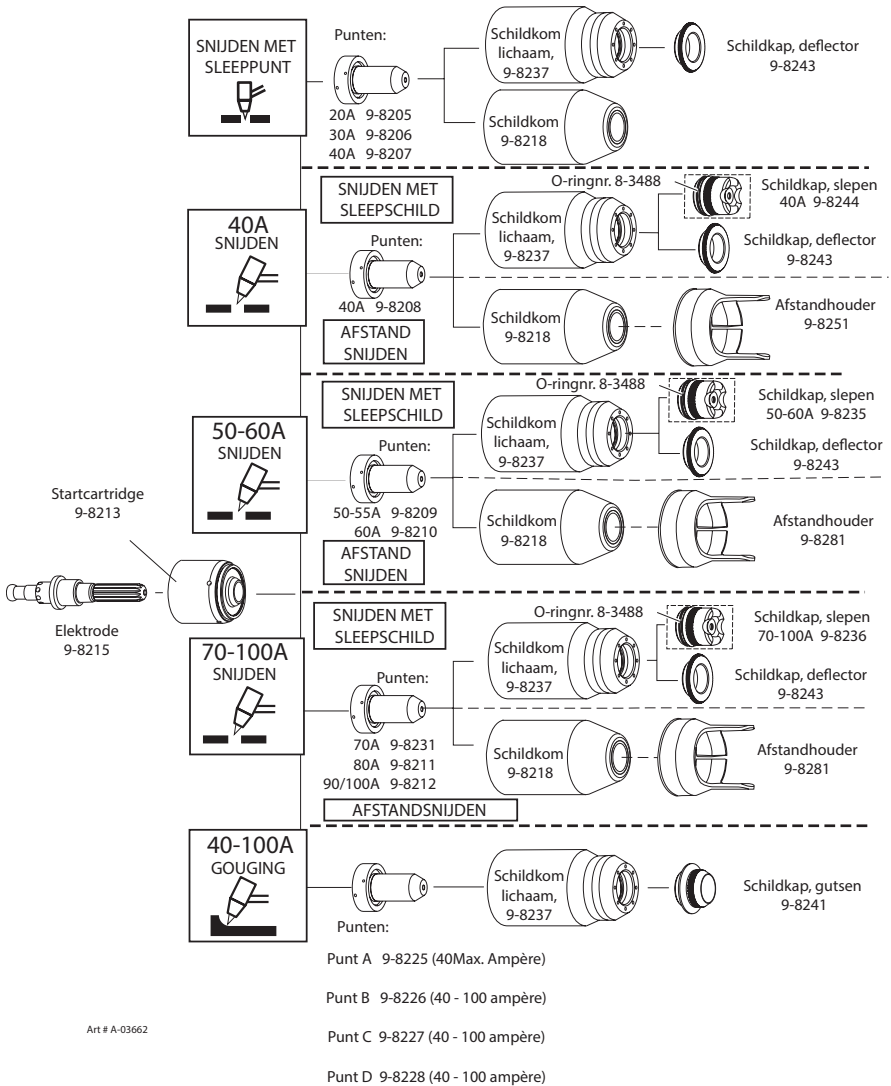 SNIJDEN MET
SLEEPPUNT
Punten:
20A 9-8205
30A 9-8206
40A 9-8207
Schildkom
lichaam,
9-8237
Schildkap, deflector
9-8243
Schildkom
9-8218
40A
SNIJDEN
SNIJDEN MET
SLEEPSCHILD
Punten:
40A 9-8208
AFSTAND
SNIJDEN
O-ringnr. 8-3488
Schildkom
lichaam,
9-8237
Schildkap, slepen
40A 9-8244
Schildkap, deflector
9-8243
Schildkom
9-8218
Afstandhouder
9-8251
50-60A
SNIJDEN
SNIJDEN MET
SLEEPSCHILD
Punten:
50-55A 9-8209
60A 9-8210
AFSTAND
SNIJDEN
O-ringnr. 8-3488
Schildkom
lichaam,
9-8237
Schildkap, slepen
50-60A 9-8235
Schildkap, deflector
9-8243
Schildkom
9-8218
Afstandhouder
9-8281
Startcartridge
9-8213
Elektrode
9-8215
70-100A
SNIJDEN
SNIJDEN MET
SLEEPSCHILD
Punten:
70A 9-8231
80A 9-8211
90/100A 9-8212
AFSTANDSNIJDEN
O-ringnr. 8-3488
Schildkom
lichaam,
9-8237
Schildkap, slepen
70-100A 9-8236
Schildkap, deflector
9-8243
Schildkom
9-8218
Afstandhouder
9-8281
40-100A
GOUGING
Punten:
Schildkom
lichaam,
9-8237
Schildkap, gutsen
9-8241
Punt A 9-8225 (40Max. Ampère)
Punt B 9-8226 (40 - 100 ampère)
Punt C 9-8227 (40 - 100 ampère)
Punt D 9-8228 (40 - 100 ampère)
Art # A-03662